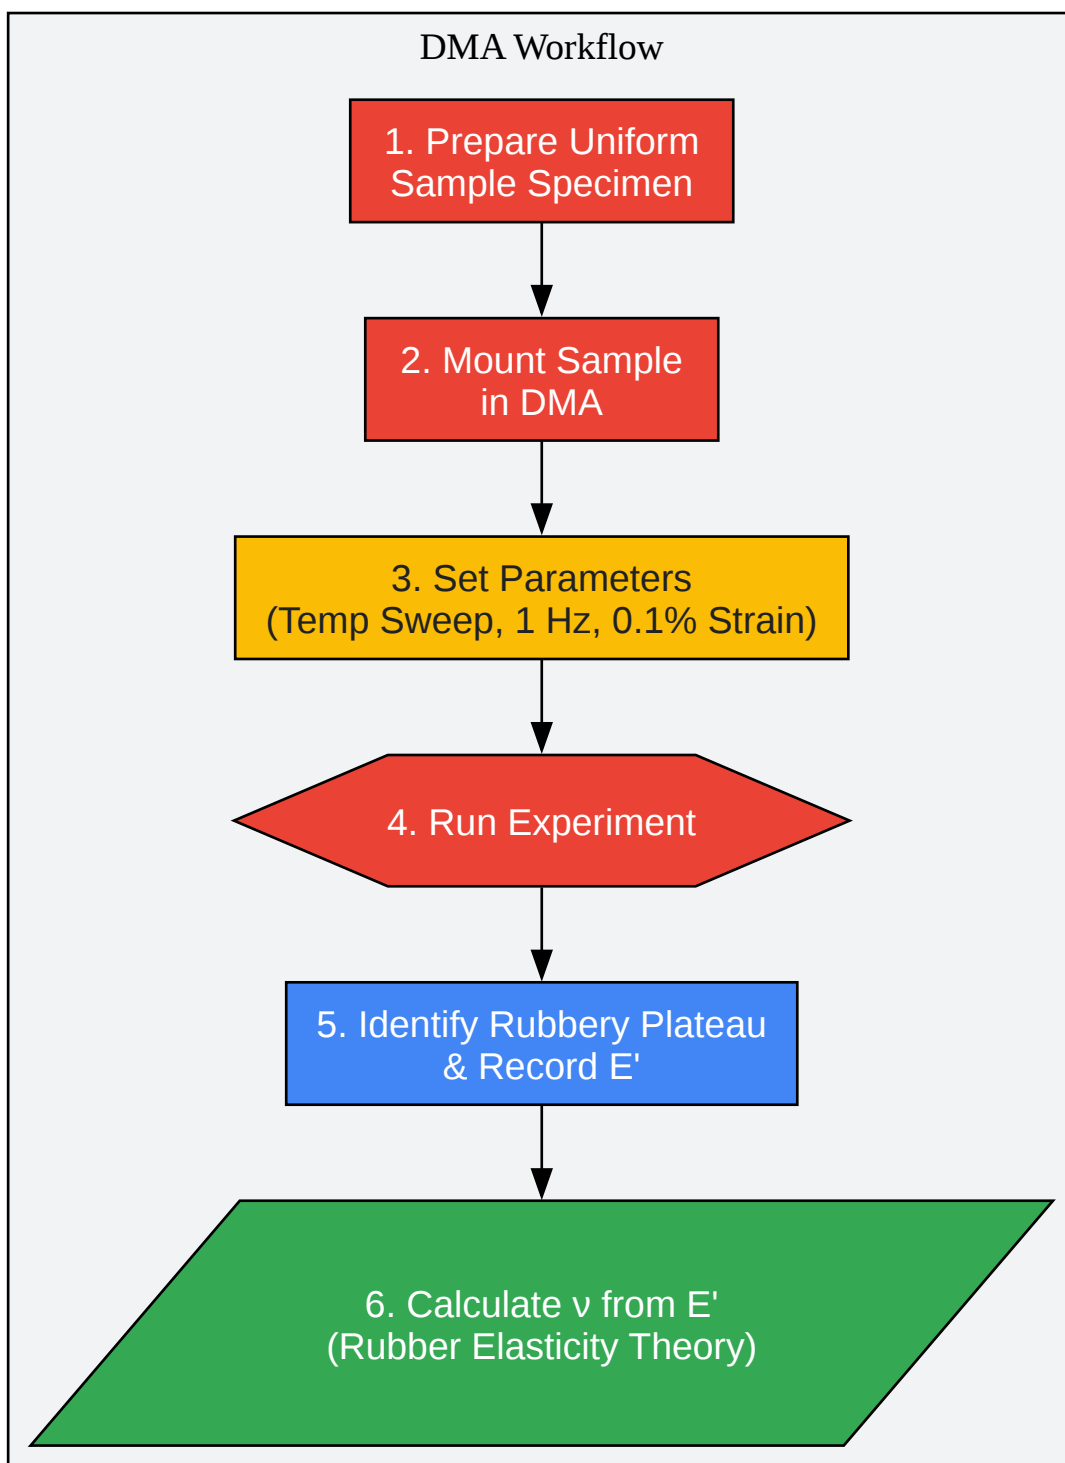 DMA Workflow
1. Prepare Uniform
Sample Specimen
2. Mount Sample
in DMA
3. Set Parameters
(Temp Sweep, 1 Hz, 0.1% Strain)
4. Run Experiment
5. Identify Rubbery Plateau
& Record E'
6. Calculate ν from E'
(Rubber Elasticity Theory)